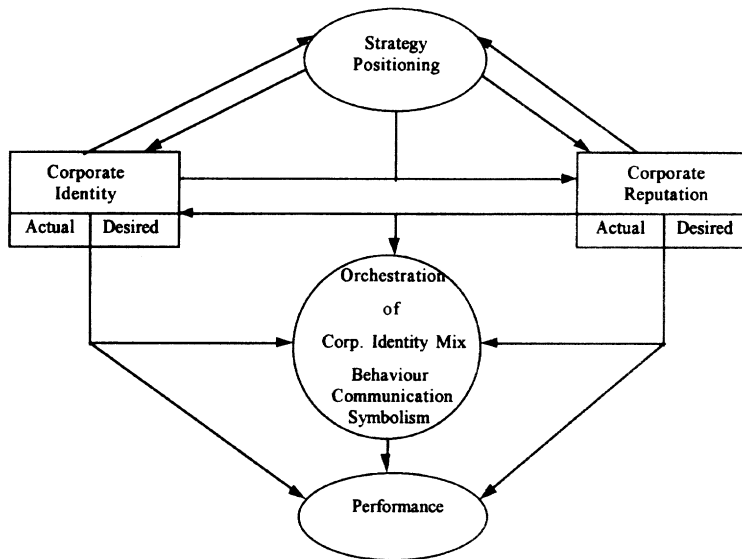 Strategy
Positioning
Corporate
Identity
Actual
Desired
Corporate
Reputation
Actual
Desired
Orchestration
of
Corp. Identity Mix
Behaviour
Communication
Symbolism
Performance